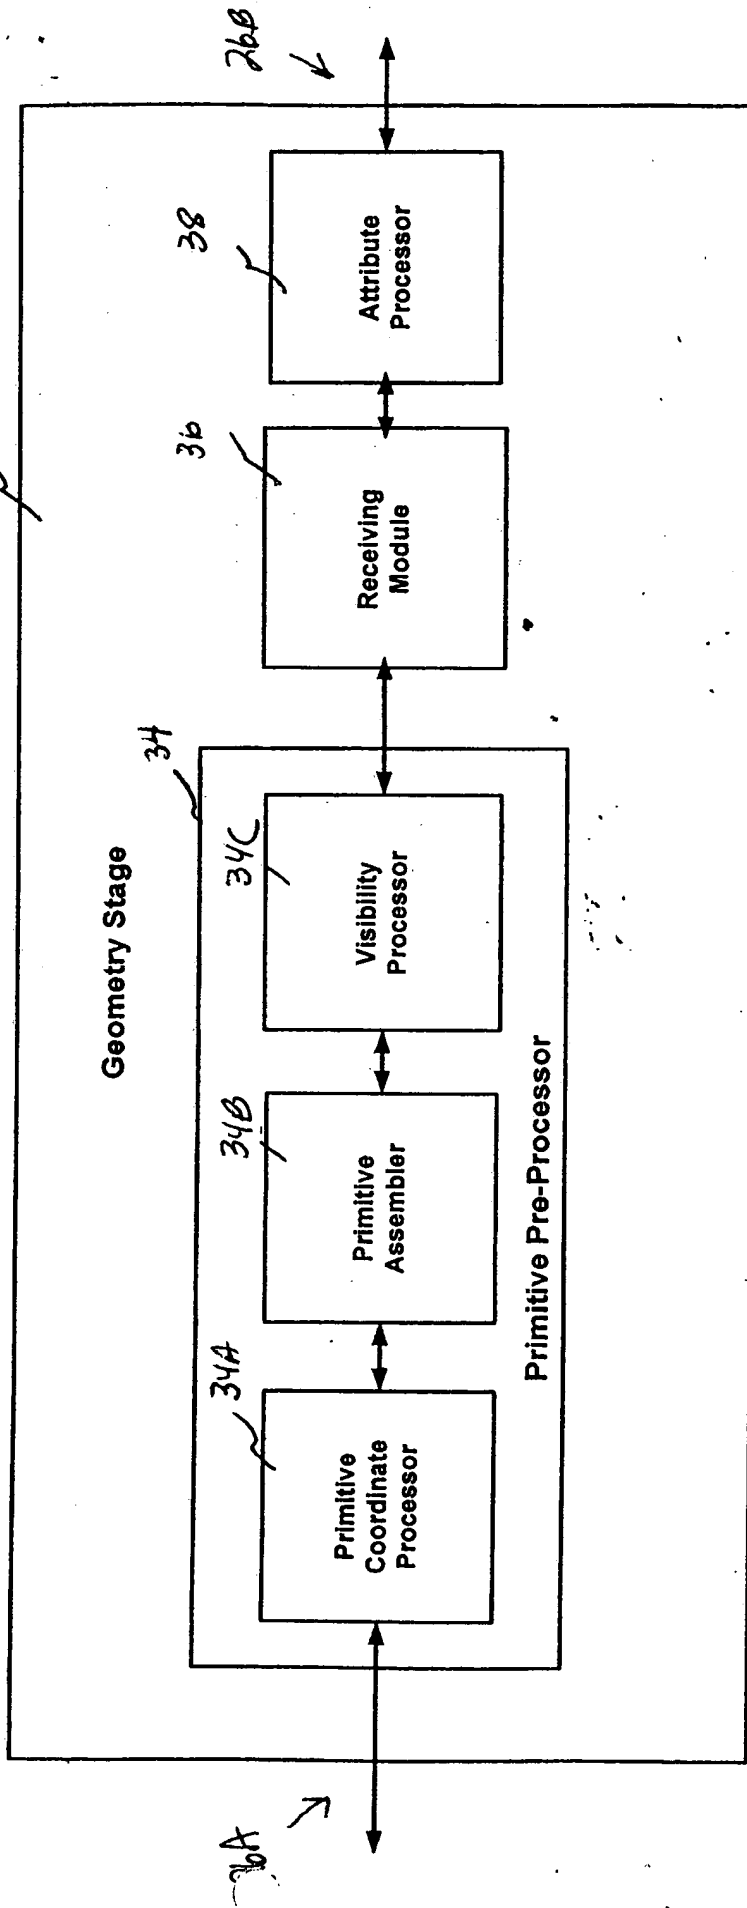 Geometry Stage
34
34A
34B
34C
36
38
Primitive
Coordinate
Processor
Primitive
Assembler
Visibility
Processor
Receiving
Module
Attribute
Processor
Primitive Pre-Processor
26A
26B